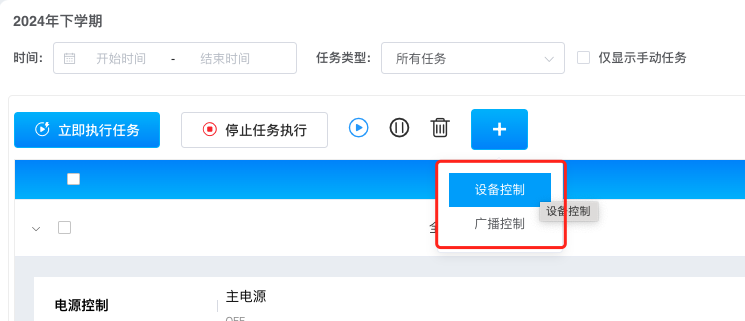 2024年下学期
时间: 开始时间 - 结束时间 任务类型: 所有任务 仅显示手动任务
立即执行任务 停止任务执行 +
设备控制
设备控制
广播控制
电源控制 主电源
OFF